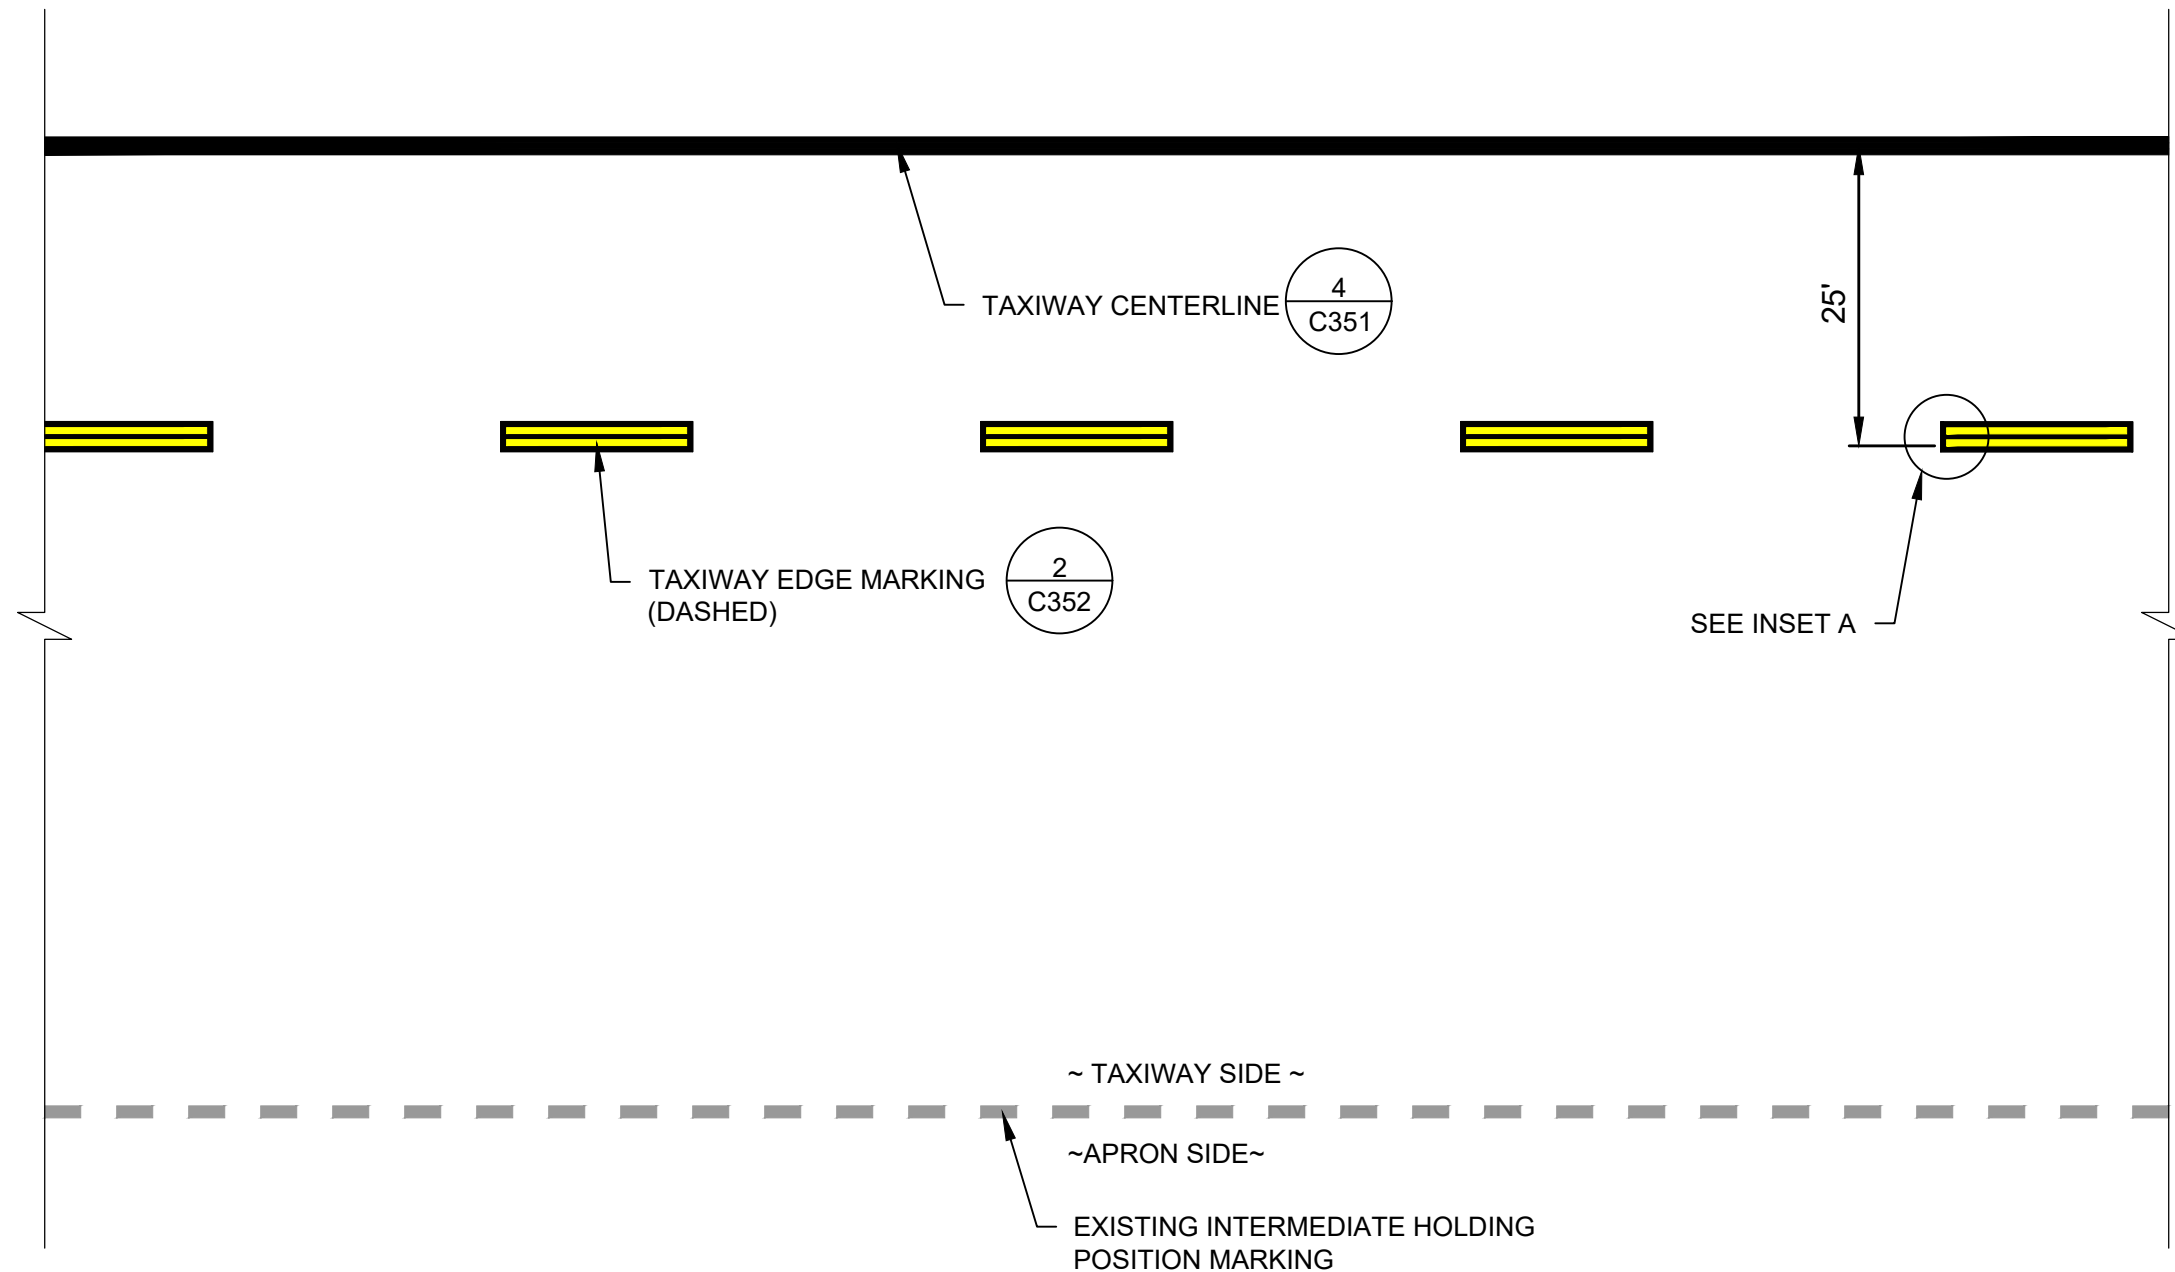 TAXIWAY CENTERLINE
4
C351
25'
TAXIWAY EDGE MARKING
(DASHED)
2
C352
SEE INSET A
~ TAXIWAY SIDE ~
~APRON SIDE~
EXISTING INTERMEDIATE HOLDING
POSITION MARKING